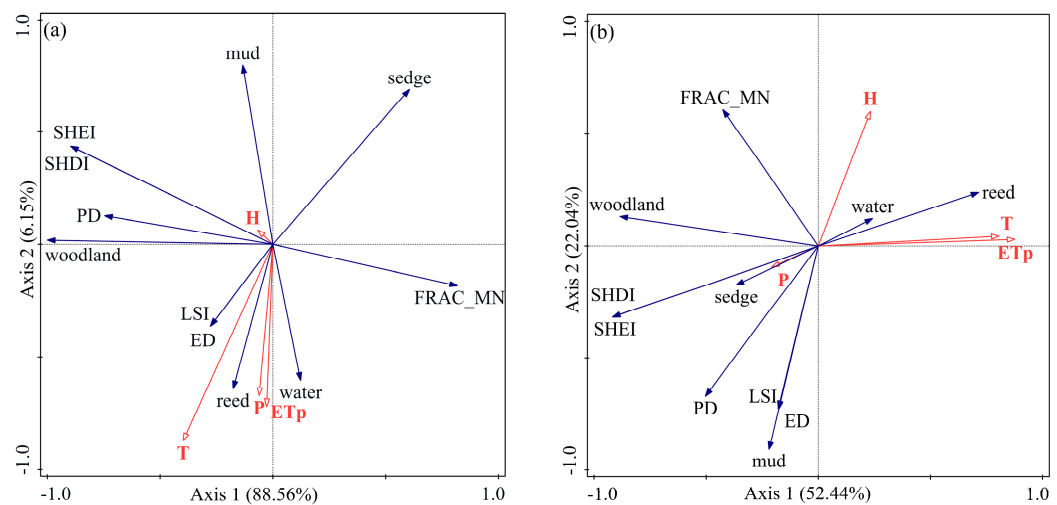 (a)
1.0
mud
sedge
SHEI
SHDI
PD
H
woodland
FRAC_MN
LSI
ED
reed
P
ETp
water
T
Axis 2 (6.15%)
-1.0
-1.0
Axis 1 (88.56%)
1.0
(b)
1.0
FRAC_MN
H
reed
woodland
water
T
ETp
P
sedge
SHDI
SHEI
PD
LSI
ED
mud
Axis 2 (22.04%)
-1.0
-1.0
Axis 1 (52.44%)
1.0